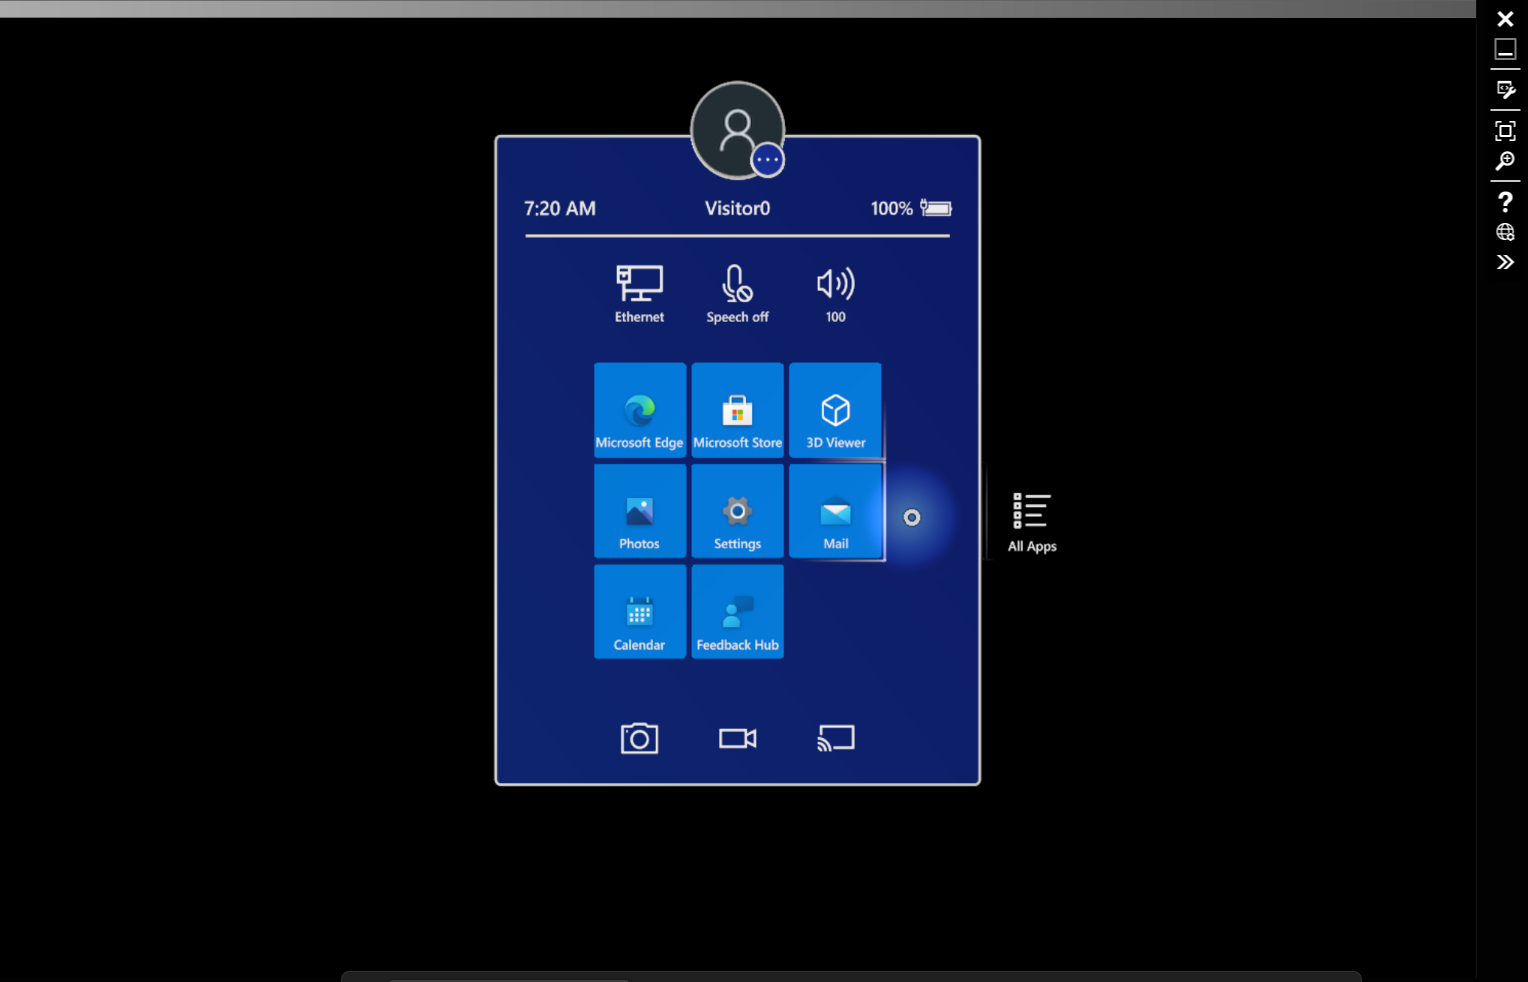 7:20 AM Visitor0 100%
Ethernet Speech off 100
Microsoft Edge Microsoft Store 3D Viewer
Photos Settings Mail
All Apps
Calendar Feedback Hub